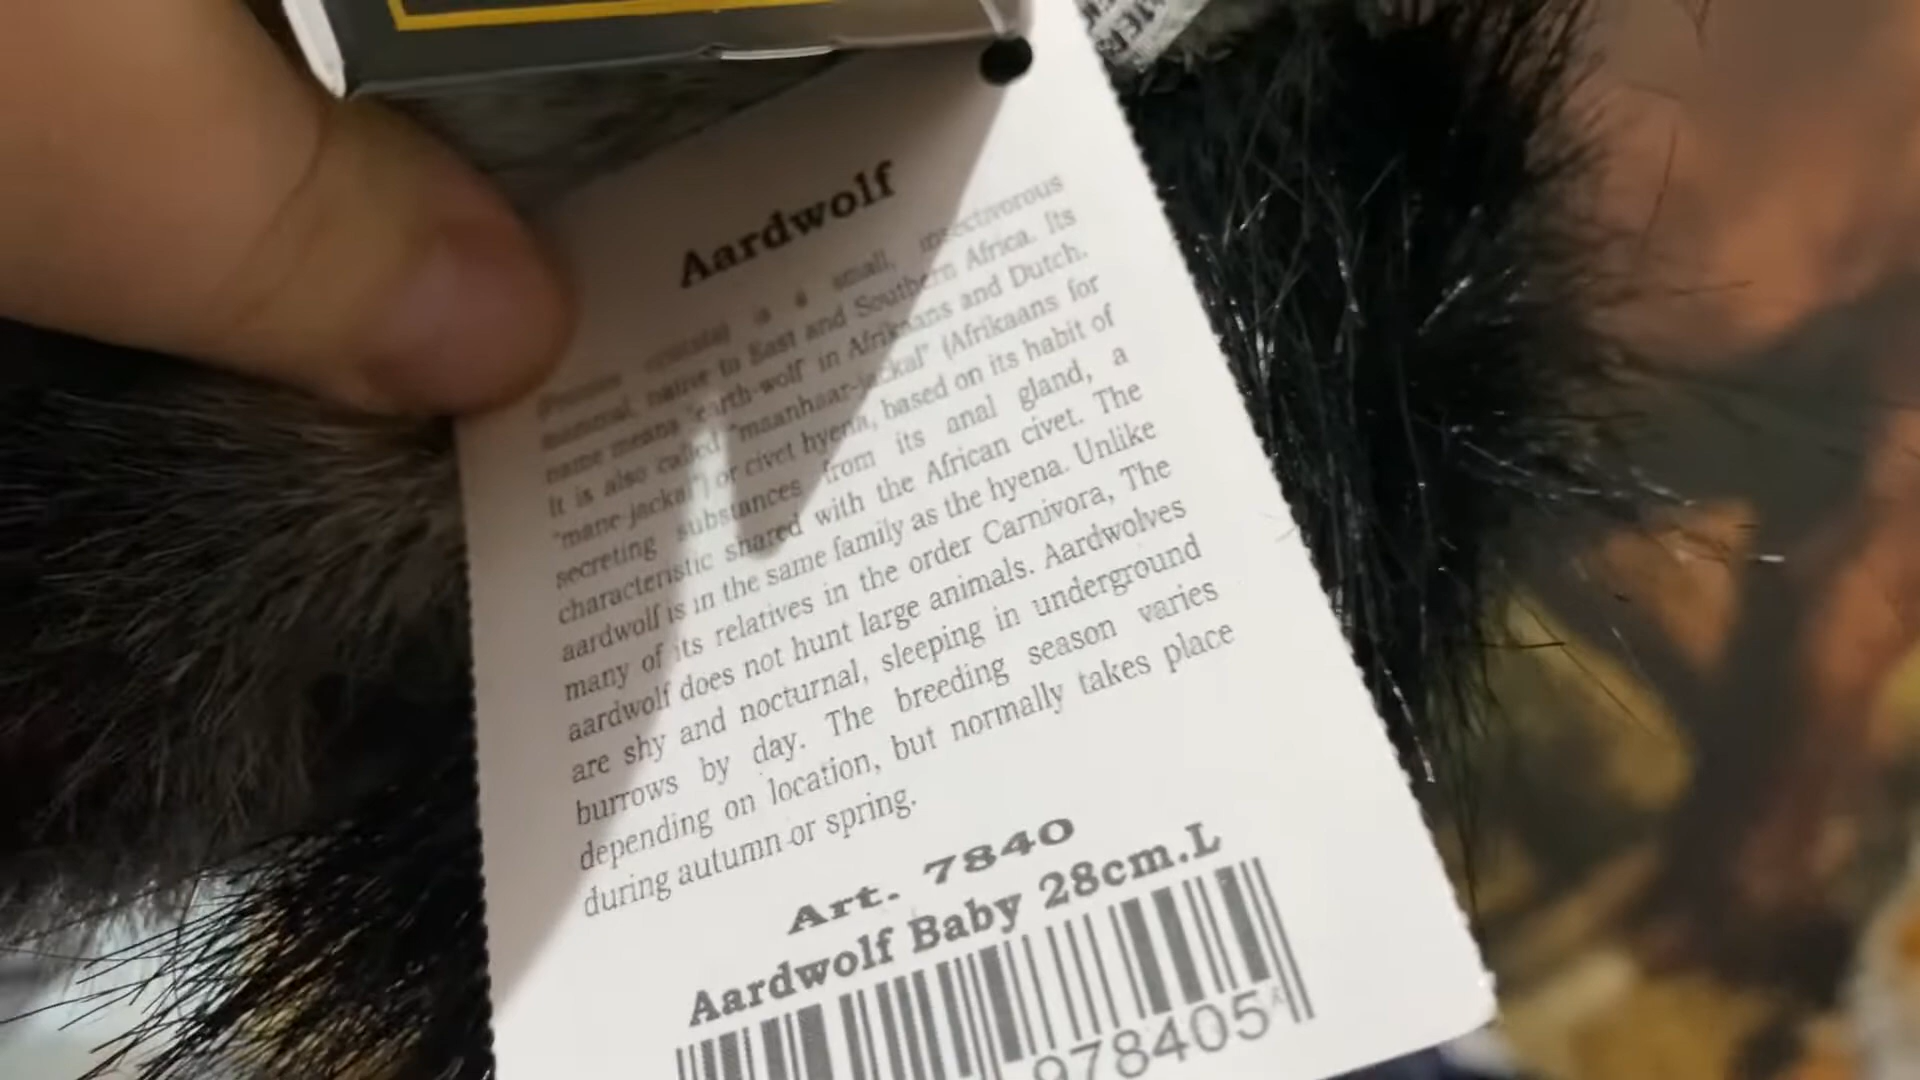 Aardwolf
a small, insectivorous
mammal, native to East and Southern Africa. Its
name means "earth-wolf" in Afrikaans and Dutch.
It is also called "maanhaar-jackal" (Afrikaans for
"mane-jackal") or civet hyena, based on its habit of
secreting substances from its anal gland, a
characteristic shared with the African civet. The
aardwolf is in the same family as the hyena. Unlike
many of its relatives in the order Carnivora, The
aardwolf does not hunt large animals. Aardwolves
are shy and nocturnal, sleeping in underground
burrows by day. The breeding season varies
depending on location, but normally takes place
during autumn or spring.
Art. 7840
Aardwolf Baby 28cm.L
978405